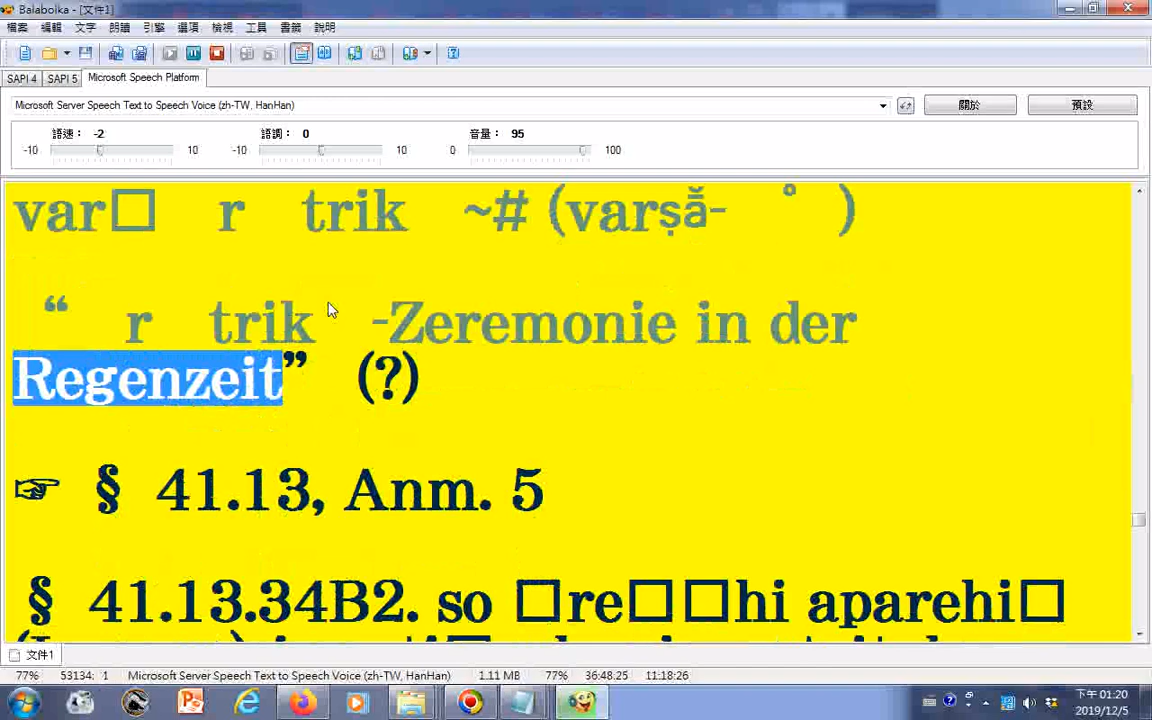 Balabolka - [文件1]
檔案 編輯 文字 朗讀 引擎 選項 檢視 工具 書籤 說明
SAPI 4 SAPI 5 Microsoft Speech Platform
Microsoft Server Speech Text to Speech Voice (zh-TW, HanHan) 關於 預設
語速： -2 語調： 0 音量： 95
-10 10 -10 10 0 100
var□ r trik ~# (varṣā̆- ˚ )
“ r trik -Zeremonie in der
Regenzeit” (?)
☞ § 41.13, Anm. 5
§ 41.13.34B2. so □re□□hi aparehi□
文件1
77% 53134: 1 Microsoft Server Speech Text to Speech Voice (zh-TW, HanHan) 1.11 MB 77% 36:48.25 11:18:26
下午 01:20
2019/12/5